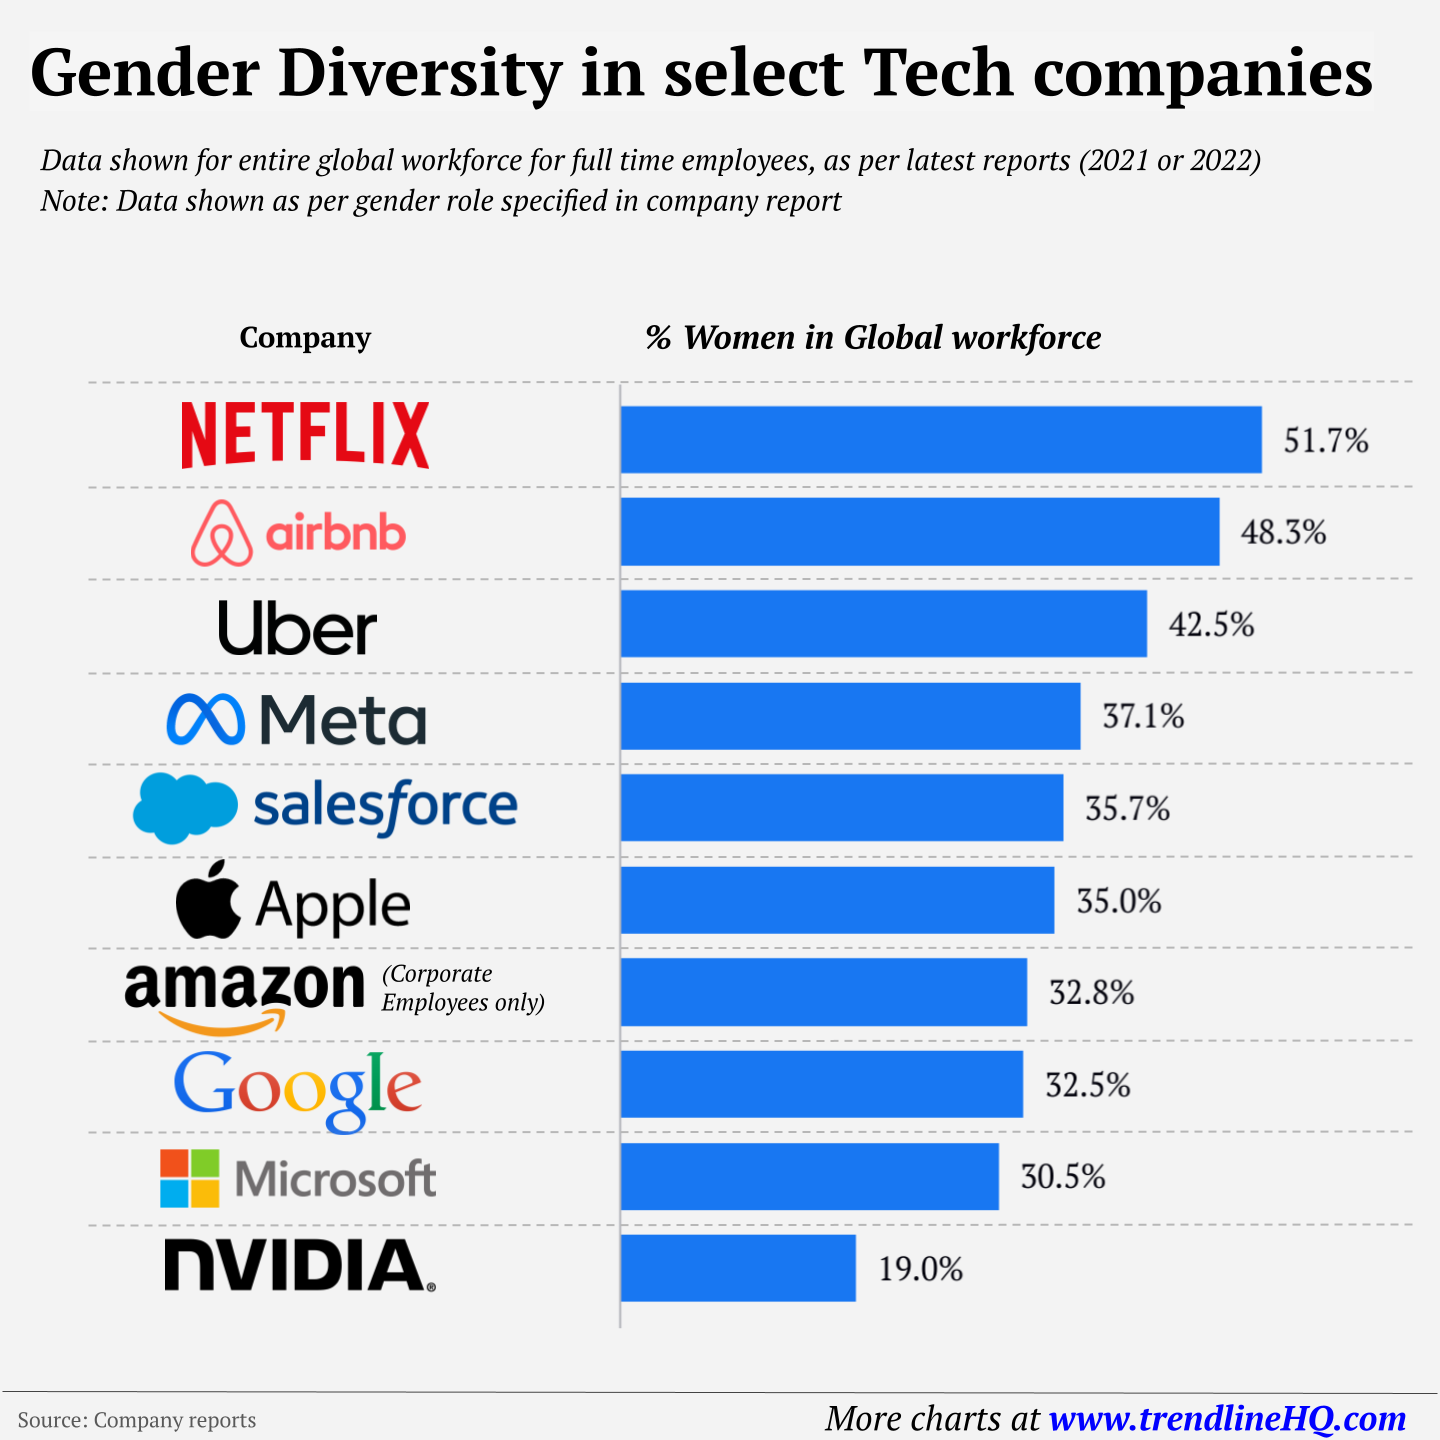 Gender Diversity in select Tech companies
Data shown for entire global workforce for full time employees, as per latest reports (2021 or 2022)
Note: Data shown as per gender role specified in company report
Company % Women in Global workforce
NETFLIX 51.7%
airbnb 48.3%
Uber 42.5%
Meta 37.1%
salesforce 35.7%
Apple 35.0%
amazon (Corporate
Employees only) 32.8%
Google 32.5%
Microsoft 30.5%
NVIDIA® 19.0%
Source: Company reports More charts at www.trendlineHQ.com